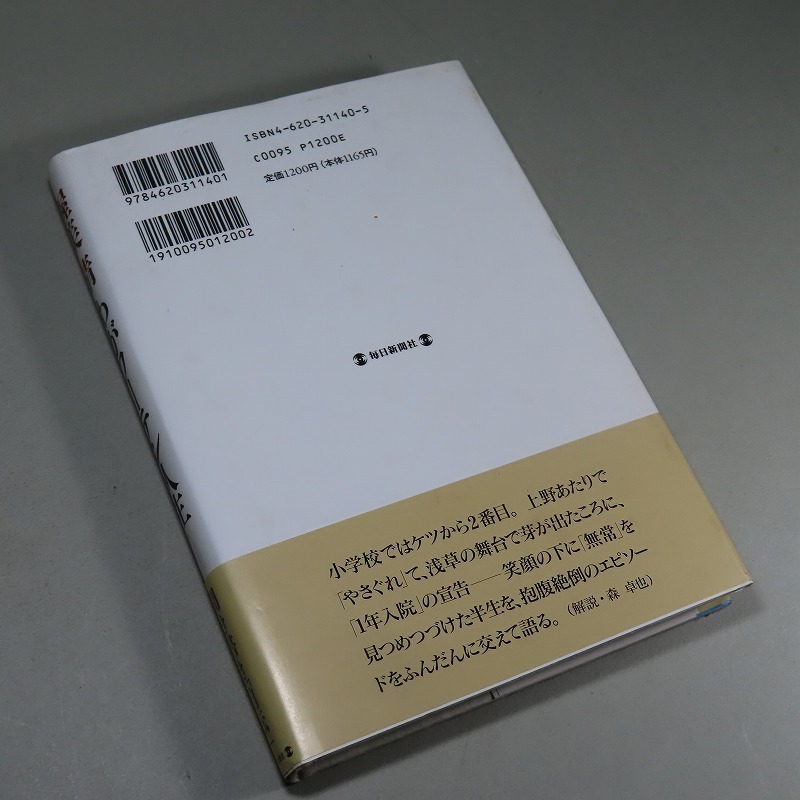 ISBN4-620-31140-5
C0095 P1200E
定価1200円(本体1165円)
9784620311401
1910095012002
毎日新聞社
小学校ではケツから2番目。上野あたりで
「やさぐれ」て、浅草の舞台で芽が出たころに、
「1年入院」の宣告――笑顔の下に「無常」を
見つめつづけた半生を、抱腹絶倒のエピソー
ドをふんだんに交えて語る。(解説・森 卓也)